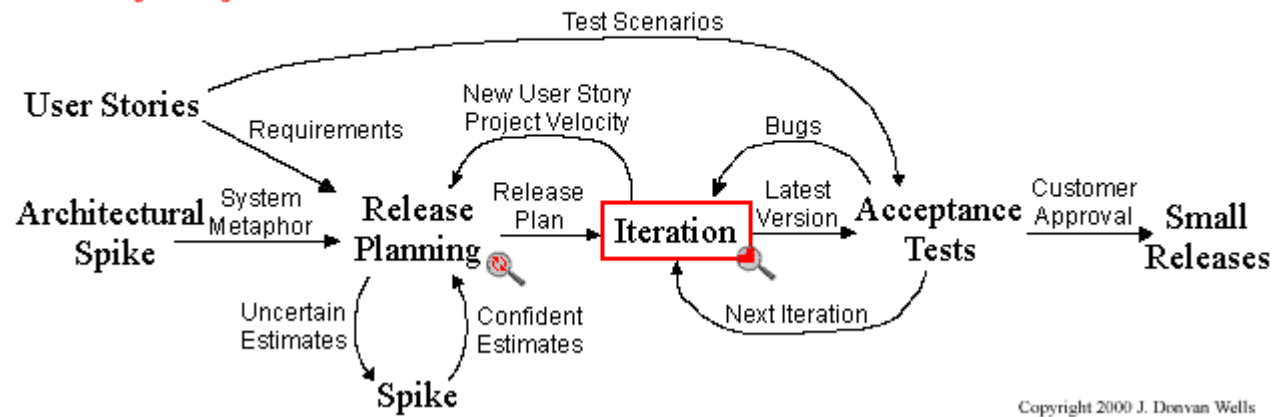 Test Scenarios
User Stories
Requirements
New User Story
Project Velocity
Bugs
Architectural
Spike
System
Metaphor
Release
Planning
Release
Plan
Iteration
Latest
Version
Acceptance
Tests
Customer
Approval
Small
Releases
Uncertain
Estimates
Confident
Estimates
Next Iteration
Spike
Copyright 2000 J. Donvan Wells